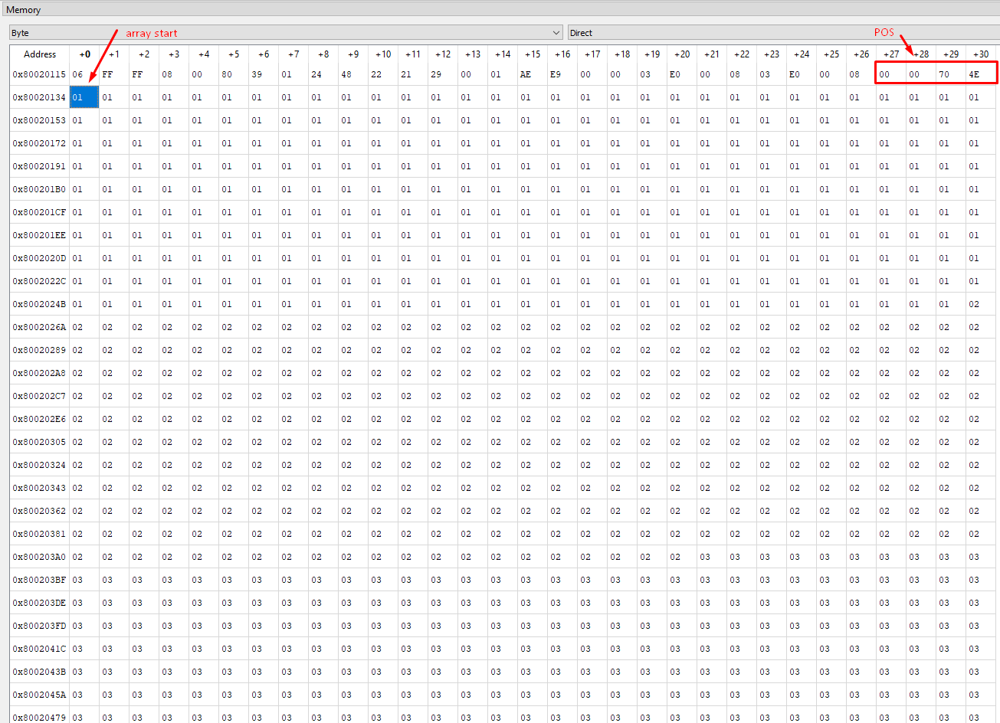 Memory
Byte array start Direct POS
Address +0 +1 +2 +3 +4 +5 +6 +7 +8 +9 +10 +11 +12 +13 +14 +15 +16 +17 +18 +19 +20 +21 +22 +23 +24 +25 +26 +27 +28 +29 +30
0x80020115 06 FF FF 08 00 80 39 01 24 48 22 21 29 00 01 AE E9 00 00 03 E0 00 08 03 E0 00 08 00 00 70 4E
0x80020134 01 01 01 01 01 01 01 01 01 01 01 01 01 01 01 01 01 01 01 01 01 01 01 01 01 01 01 01 01 01 01
0x80020153 01 01 01 01 01 01 01 01 01 01 01 01 01 01 01 01 01 01 01 01 01 01 01 01 01 01 01 01 01 01 01
0x80020172 01 01 01 01 01 01 01 01 01 01 01 01 01 01 01 01 01 01 01 01 01 01 01 01 01 01 01 01 01 01 01
0x80020191 01 01 01 01 01 01 01 01 01 01 01 01 01 01 01 01 01 01 01 01 01 01 01 01 01 01 01 01 01 01 01
0x800201B0 01 01 01 01 01 01 01 01 01 01 01 01 01 01 01 01 01 01 01 01 01 01 01 01 01 01 01 01 01 01 01
0x800201CF 01 01 01 01 01 01 01 01 01 01 01 01 01 01 01 01 01 01 01 01 01 01 01 01 01 01 01 01 01 01 01
0x800201EE 01 01 01 01 01 01 01 01 01 01 01 01 01 01 01 01 01 01 01 01 01 01 01 01 01 01 01 01 01 01 01
0x8002020D 01 01 01 01 01 01 01 01 01 01 01 01 01 01 01 01 01 01 01 01 01 01 01 01 01 01 01 01 01 01 01
0x8002022C 01 01 01 01 01 01 01 01 01 01 01 01 01 01 01 01 01 01 01 01 01 01 01 01 01 01 01 01 01 01 01
0x8002024B 01 01 01 01 01 01 01 01 01 01 01 01 01 01 01 01 01 01 01 01 01 01 01 01 01 01 01 01 01 01 02
0x8002026A 02 02 02 02 02 02 02 02 02 02 02 02 02 02 02 02 02 02 02 02 02 02 02 02 02 02 02 02 02 02 02
0x80020289 02 02 02 02 02 02 02 02 02 02 02 02 02 02 02 02 02 02 02 02 02 02 02 02 02 02 02 02 02 02 02
0x800202A8 02 02 02 02 02 02 02 02 02 02 02 02 02 02 02 02 02 02 02 02 02 02 02 02 02 02 02 02 02 02 02
0x800202C7 02 02 02 02 02 02 02 02 02 02 02 02 02 02 02 02 02 02 02 02 02 02 02 02 02 02 02 02 02 02 02
0x800202E6 02 02 02 02 02 02 02 02 02 02 02 02 02 02 02 02 02 02 02 02 02 02 02 02 02 02 02 02 02 02 02
0x80020305 02 02 02 02 02 02 02 02 02 02 02 02 02 02 02 02 02 02 02 02 02 02 02 02 02 02 02 02 02 02 02
0x80020324 02 02 02 02 02 02 02 02 02 02 02 02 02 02 02 02 02 02 02 02 02 02 02 02 02 02 02 02 02 02 02
0x80020343 02 02 02 02 02 02 02 02 02 02 02 02 02 02 02 02 02 02 02 02 02 02 02 02 02 02 02 02 02 02 02
0x80020362 02 02 02 02 02 02 02 02 02 02 02 02 02 02 02 02 02 02 02 02 02 02 02 02 02 02 02 02 02 02 02
0x80020381 02 02 02 02 02 02 02 02 02 02 02 02 02 02 02 02 02 02 02 02 02 02 02 02 02 02 02 02 02 02 02
0x800203A0 02 02 02 02 02 02 02 02 02 02 02 02 02 02 02 02 02 02 02 02 02 03 03 03 03 03 03 03 03 03 03
0x800203BF 03 03 03 03 03 03 03 03 03 03 03 03 03 03 03 03 03 03 03 03 03 03 03 03 03 03 03 03 03 03 03
0x800203DE 03 03 03 03 03 03 03 03 03 03 03 03 03 03 03 03 03 03 03 03 03 03 03 03 03 03 03 03 03 03 03
0x800203FD 03 03 03 03 03 03 03 03 03 03 03 03 03 03 03 03 03 03 03 03 03 03 03 03 03 03 03 03 03 03 03
0x8002041C 03 03 03 03 03 03 03 03 03 03 03 03 03 03 03 03 03 03 03 03 03 03 03 03 03 03 03 03 03 03 03
0x8002043B 03 03 03 03 03 03 03 03 03 03 03 03 03 03 03 03 03 03 03 03 03 03 03 03 03 03 03 03 03 03 03
0x8002045A 03 03 03 03 03 03 03 03 03 03 03 03 03 03 03 03 03 03 03 03 03 03 03 03 03 03 03 03 03 03 03
0x80020479 03 03 03 03 03 03 03 03 03 03 03 03 03 03 03 03 03 03 03 03 03 03 03 03 03 03 03 03 03 03 03